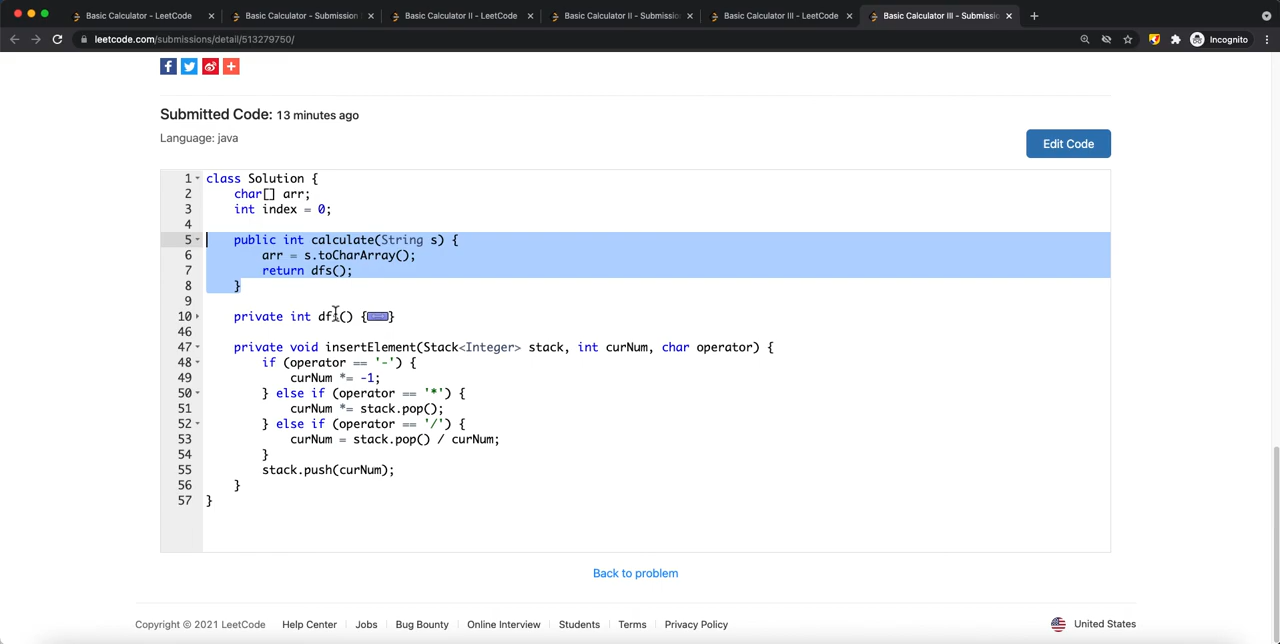 Basic Calculator - LeetCode
Basic Calculator - Submission
Basic Calculator II - LeetCode
Basic Calculator II - Submissio
Basic Calculator III - LeetCode
Basic Calculator III - Submissio
leetcode.com/submissions/detail/513279750/
Incognito
Submitted Code: 13 minutes ago
Language: java
Edit Code
1 class Solution {
2 char[] arr;
3 int index = 0;
4
5 public int calculate(String s) {
6 arr = s.toCharArray();
7 return dfs();
8 }
9
10 private int dfs() {}
46
47 private void insertElement(Stack<Integer> stack, int curNum, char operator) {
48 if (operator == '-') {
49 curNum *= -1;
50 } else if (operator == '*') {
51 curNum *= stack.pop();
52 } else if (operator == '/') {
53 curNum = stack.pop() / curNum;
54 }
55 stack.push(curNum);
56 }
57 }
Back to problem
Copyright © 2021 LeetCode Help Center Jobs Bug Bounty Online Interview Students Terms Privacy Policy United States